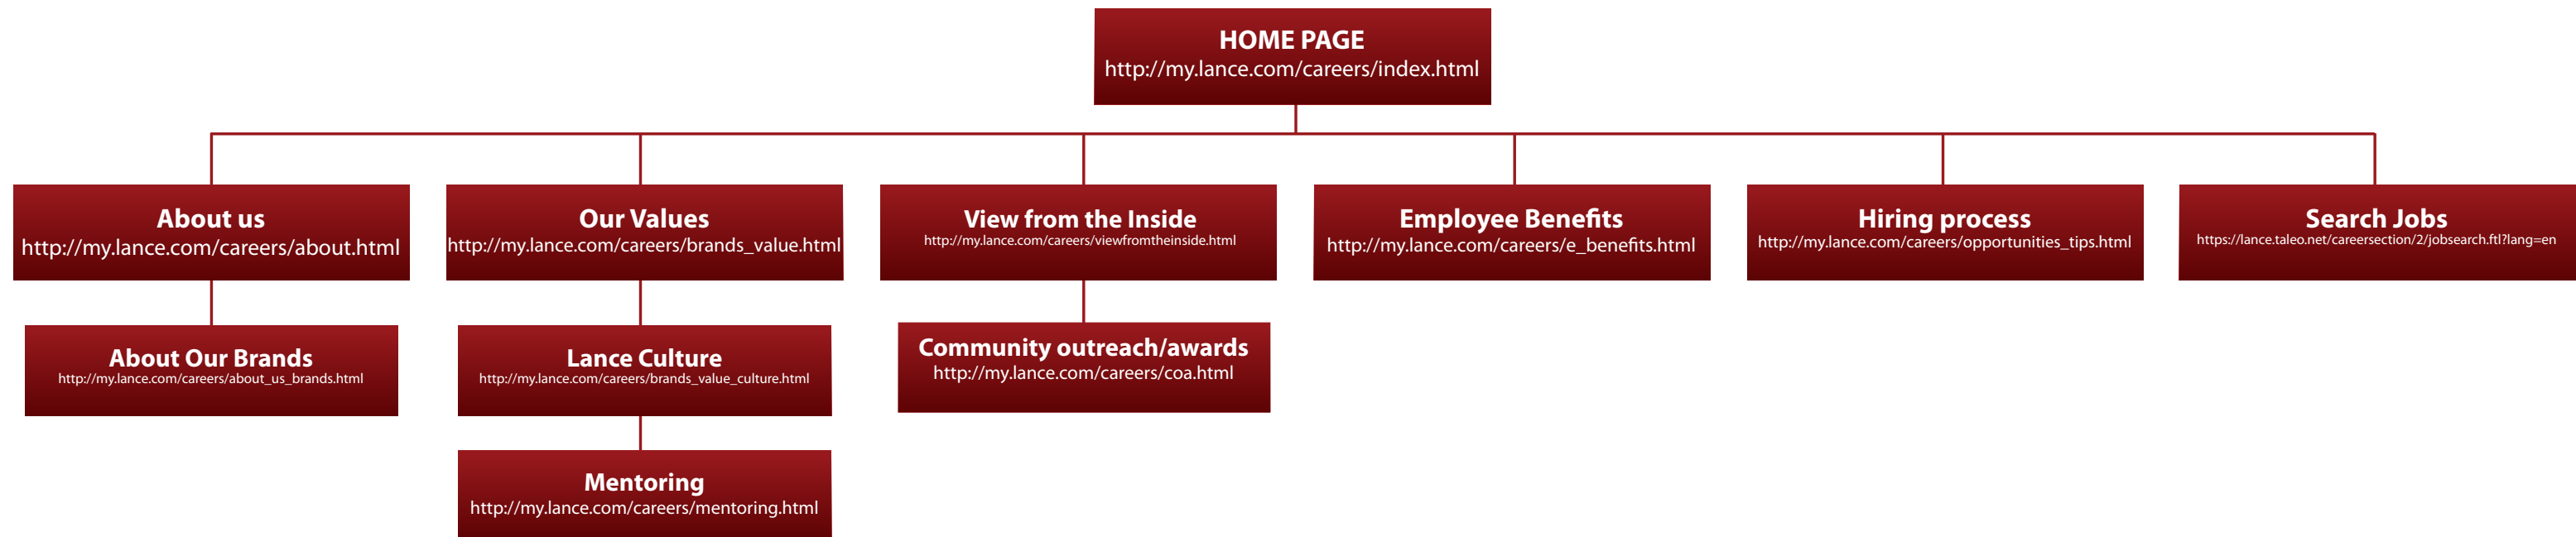 HOME PAGE
http://my.lance.com/careers/index.html
About us
http://my.lance.com/careers/about.html
Our Values
http://my.lance.com/careers/brands_value.html
View from the Inside
http://my.lance.com/careers/viewfromtheinside.html
Employee Benefits
http://my.lance.com/careers/e_benefits.html
Hiring process
http://my.lance.com/careers/opportunities_tips.html
Search Jobs
https://lance.taleo.net/careersection/2/jobsearch.ftl?lang=en
About Our Brands
http://my.lance.com/careers/about_us_brands.html
Lance Culture
http://my.lance.com/careers/brands_value_culture.html
Community outreach/awards
http://my.lance.com/careers/coa.html
Mentoring
http://my.lance.com/careers/mentoring.html